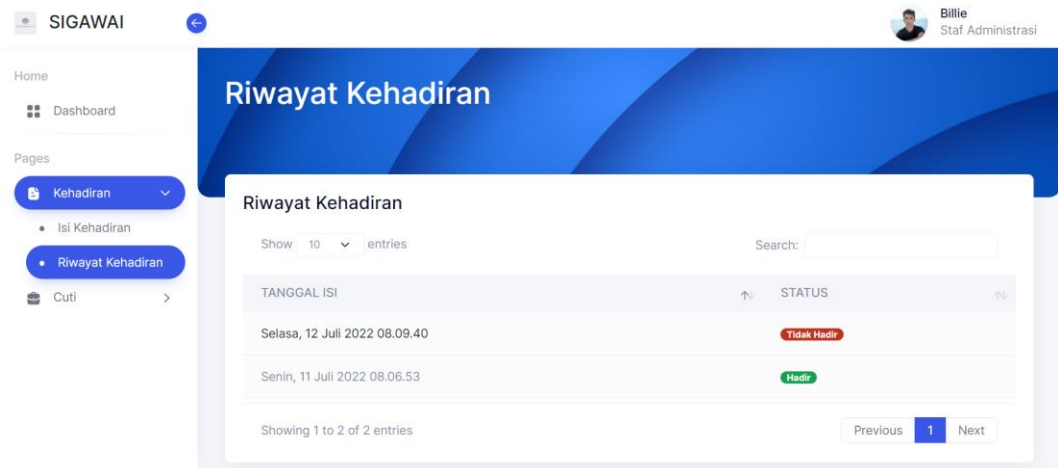 SIGAWAI
Billie
Staf Administrasi
Home
Dashboard
Pages
Kehadiran
Isi Kehadiran
Riwayat Kehadiran
Cuti
Riwayat Kehadiran
Riwayat Kehadiran
Show 10 entries
Search:
TANGGAL ISI STATUS
Selasa, 12 Juli 2022 08.09.40 Tidak Hadir
Senin, 11 Juli 2022 08.06.53 Hadir
Showing 1 to 2 of 2 entries
Previous 1 Next